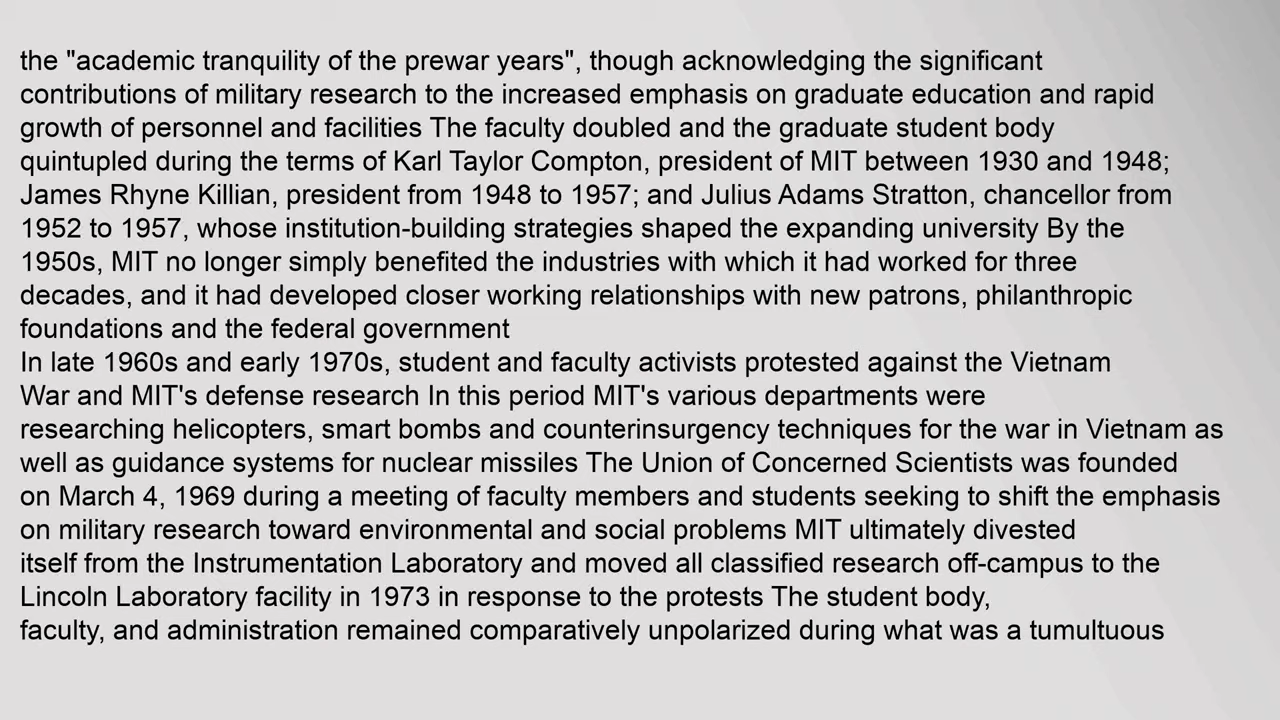 the "academic tranquility of the prewar years", though acknowledging the significant
contributions of military research to the increased emphasis on graduate education and rapid
growth of personnel and facilities The faculty doubled and the graduate student body
quintupled during the terms of Karl Taylor Compton, president of MIT between 1930 and 1948;
James Rhyne Killian, president from 1948 to 1957; and Julius Adams Stratton, chancellor from
1952 to 1957, whose institution-building strategies shaped the expanding university By the
1950s, MIT no longer simply benefited the industries with which it had worked for three
decades, and it had developed closer working relationships with new patrons, philanthropic
foundations and the federal government
In late 1960s and early 1970s, student and faculty activists protested against the Vietnam
War and MIT's defense research In this period MIT's various departments were
researching helicopters, smart bombs and counterinsurgency techniques for the war in Vietnam as
well as guidance systems for nuclear missiles The Union of Concerned Scientists was founded
on March 4, 1969 during a meeting of faculty members and students seeking to shift the emphasis
on military research toward environmental and social problems MIT ultimately divested
itself from the Instrumentation Laboratory and moved all classified research off-campus to the
Lincoln Laboratory facility in 1973 in response to the protests The student body,
faculty, and administration remained comparatively unpolarized during what was a tumultuous